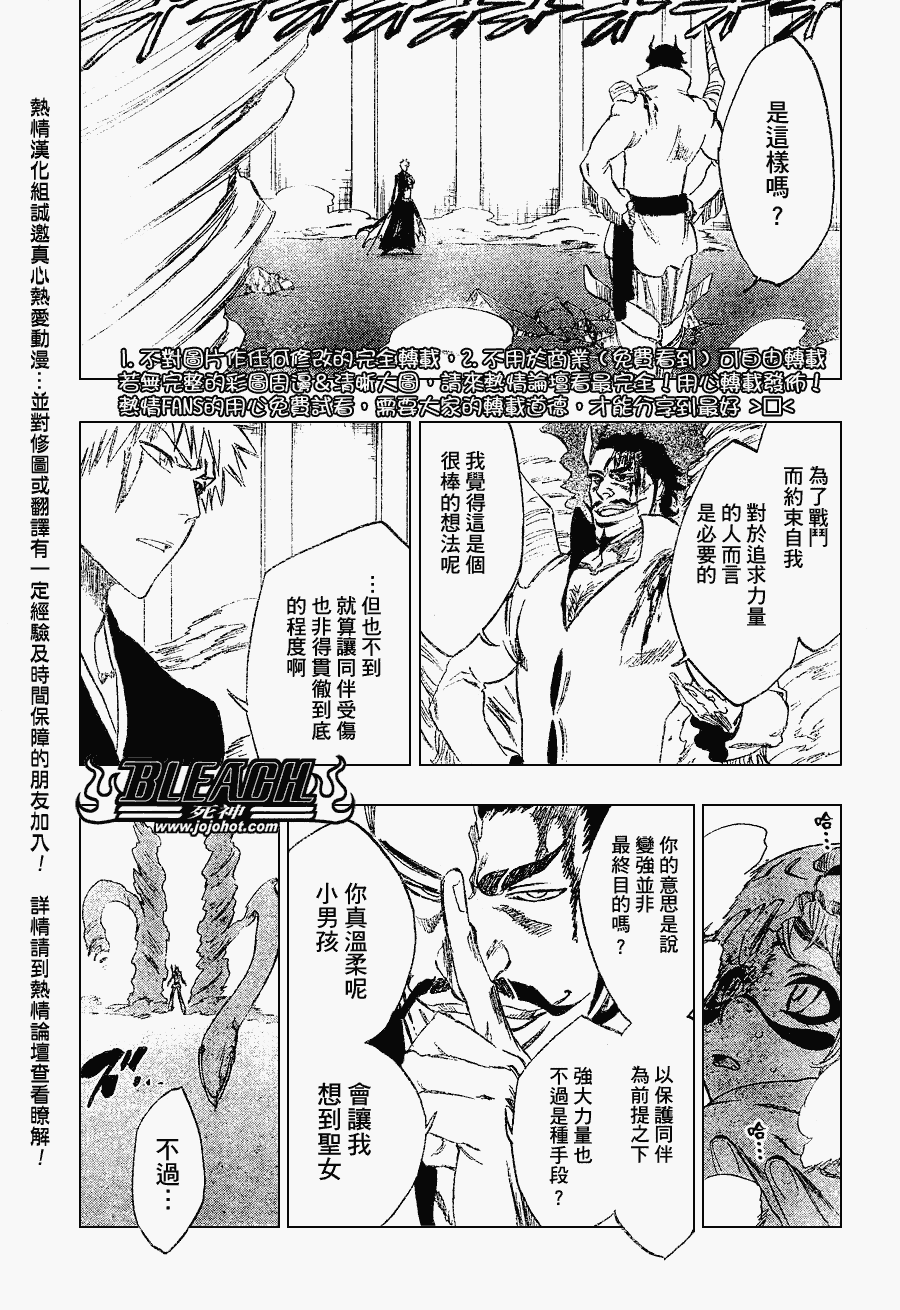 是這樣嗎？
1. 不對圖片作任何修改的完全轉載，2. 不用於商業（免費看到）可自由轉載
若無完整的彩圖周邊&清晰大圖，請來熱情論壇看最完全！用心轉載發佈！
熱情FANS的用心免費試看，需要大家的轉載道德，才能分享到最好 >□<
為了戰鬥
而約束自我
對於追求力量
的人而言
是必要的
我覺得這是個
很棒的想法呢
…但也不到
就算讓同伴受傷
也非得貫徹到底
的程度啊
BLEACH
死神
www.jojohot.com
哈…
哈…
你的意思是說
變強並非
最終目的嗎？
以保護同伴
為前提之下
強大力量也
不過是種手段？
你真溫柔呢
小男孩
會讓我
想到聖女
不過…
熱情漢化組誠邀真心熱愛動漫…並對修圖或翻譯有一定經驗及時間保障的朋友加入！ 詳情請到熱情論壇查看瞭解！